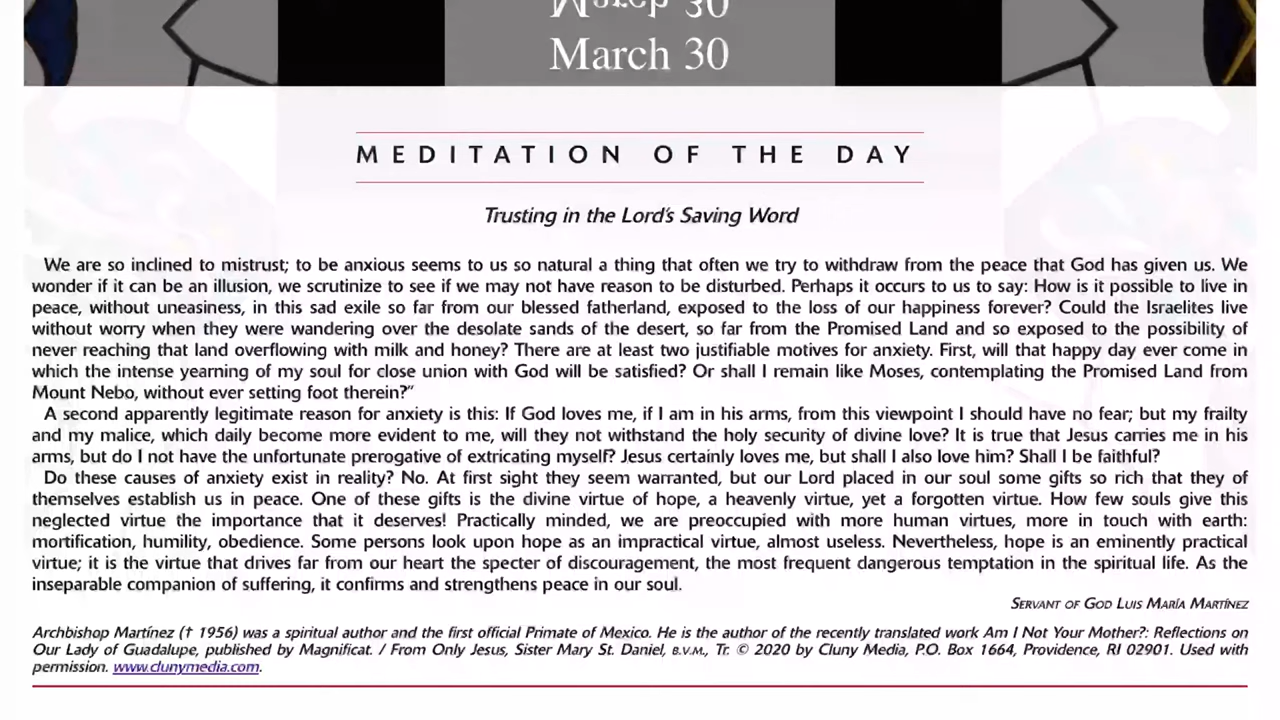 March 30
March 30
MEDITATION OF THE DAY
Trusting in the Lord's Saving Word
We are so inclined to mistrust; to be anxious seems to us so natural a thing that often we try to withdraw from the peace that God has given us. We
wonder if it can be an illusion, we scrutinize to see if we may not have reason to be disturbed. Perhaps it occurs to us to say: How is it possible to live in
peace, without uneasiness, in this sad exile so far from our blessed fatherland, exposed to the loss of our happiness forever? Could the Israelites live
without worry when they were wandering over the desolate sands of the desert, so far from the Promised Land and so exposed to the possibility of
never reaching that land overflowing with milk and honey? There are at least two justifiable motives for anxiety. First, will that happy day ever come in
which the intense yearning of my soul for close union with God will be satisfied? Or shall I remain like Moses, contemplating the Promised Land from
Mount Nebo, without ever setting foot therein?"
A second apparently legitimate reason for anxiety is this: If God loves me, if I am in his arms, from this viewpoint I should have no fear; but my frailty
and my malice, which daily become more evident to me, will they not withstand the holy security of divine love? It is true that Jesus carries me in his
arms, but do I not have the unfortunate prerogative of extricating myself? Jesus certainly loves me, but shall I also love him? Shall I be faithful?
Do these causes of anxiety exist in reality? No. At first sight they seem warranted, but our Lord placed in our soul some gifts so rich that they of
themselves establish us in peace. One of these gifts is the divine virtue of hope, a heavenly virtue, yet a forgotten virtue. How few souls give this
neglected virtue the importance that it deserves! Practically minded, we are preoccupied with more human virtues, more in touch with earth:
mortification, humility, obedience. Some persons look upon hope as an impractical virtue, almost useless. Nevertheless, hope is an eminently practical
virtue; it is the virtue that drives far from our heart the specter of discouragement, the most frequent dangerous temptation in the spiritual life. As the
inseparable companion of suffering, it confirms and strengthens peace in our soul.
Servant of God Luis María Martínez
Archbishop Martínez († 1956) was a spiritual author and the first official Primate of Mexico. He is the author of the recently translated work Am I Not Your Mother?: Reflections on
Our Lady of Guadalupe, published by Magnificat. / From Only Jesus, Sister Mary St. Daniel, B.V.M., Tr. © 2020 by Cluny Media, P.O. Box 1664, Providence, RI 02901. Used with
permission. www.clunymedia.com.